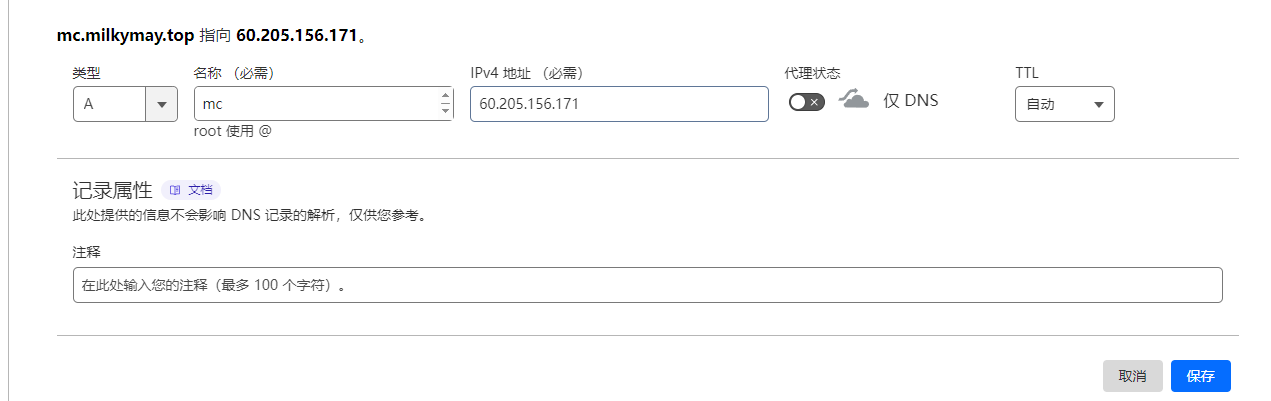 mc.milkymay.top 指向 60.205.156.171。
类型 名称 （必需） IPv4 地址 （必需） 代理状态 TTL
A mc 60.205.156.171 仅 DNS 自动
root 使用 @
记录属性 文档
此处提供的信息不会影响 DNS 记录的解析，仅供您参考。
注释
在此处输入您的注释（最多 100 个字符）。
取消 保存